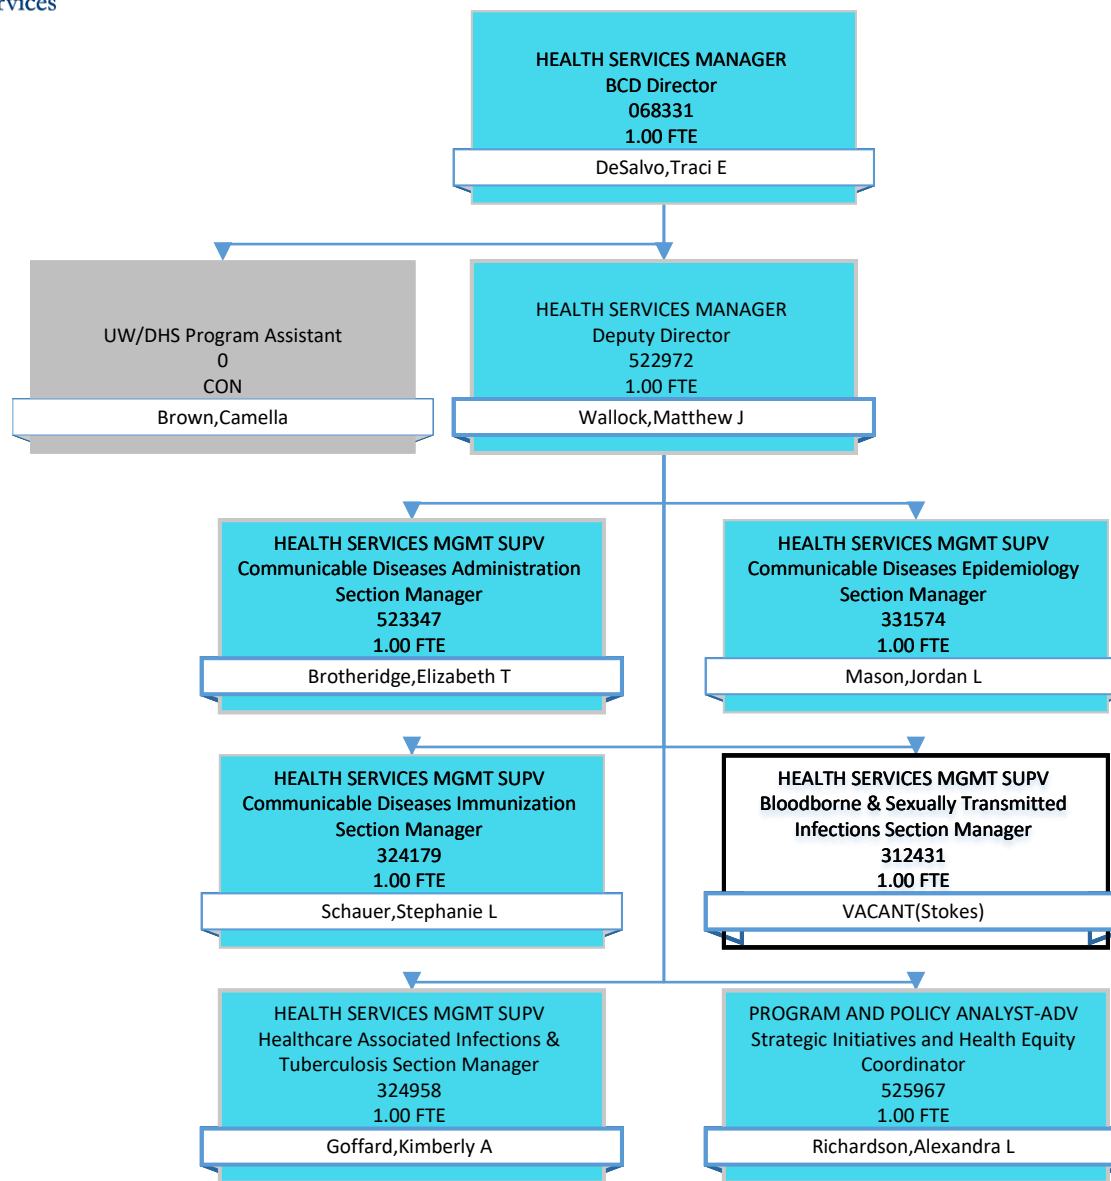 HEALTH SERVICES MANAGER
BCD Director
068331
1.00 FTE
DeSalvo,Traci E
UW/DHS Program Assistant
0
CON
Brown,Camella
HEALTH SERVICES MANAGER
Deputy Director
522972
1.00 FTE
Wallock,Matthew J
HEALTH SERVICES MGMT SUPV
Communicable Diseases Administration
Section Manager
523347
1.00 FTE
Brotheridge,Elizabeth T
HEALTH SERVICES MGMT SUPV
Communicable Diseases Epidemiology
Section Manager
331574
1.00 FTE
Mason,Jordan L
HEALTH SERVICES MGMT SUPV
Communicable Diseases Immunization
Section Manager
324179
1.00 FTE
Schauer,Stephanie L
HEALTH SERVICES MGMT SUPV
Bloodborne & Sexually Transmitted
Infections Section Manager
312431
1.00 FTE
VACANT(Stokes)
HEALTH SERVICES MGMT SUPV
Healthcare Associated Infections &
Tuberculosis Section Manager
324958
1.00 FTE
Goffard,Kimberly A
PROGRAM AND POLICY ANALYST-ADV
Strategic Initiatives and Health Equity
Coordinator
525967
1.00 FTE
Richardson,Alexandra L